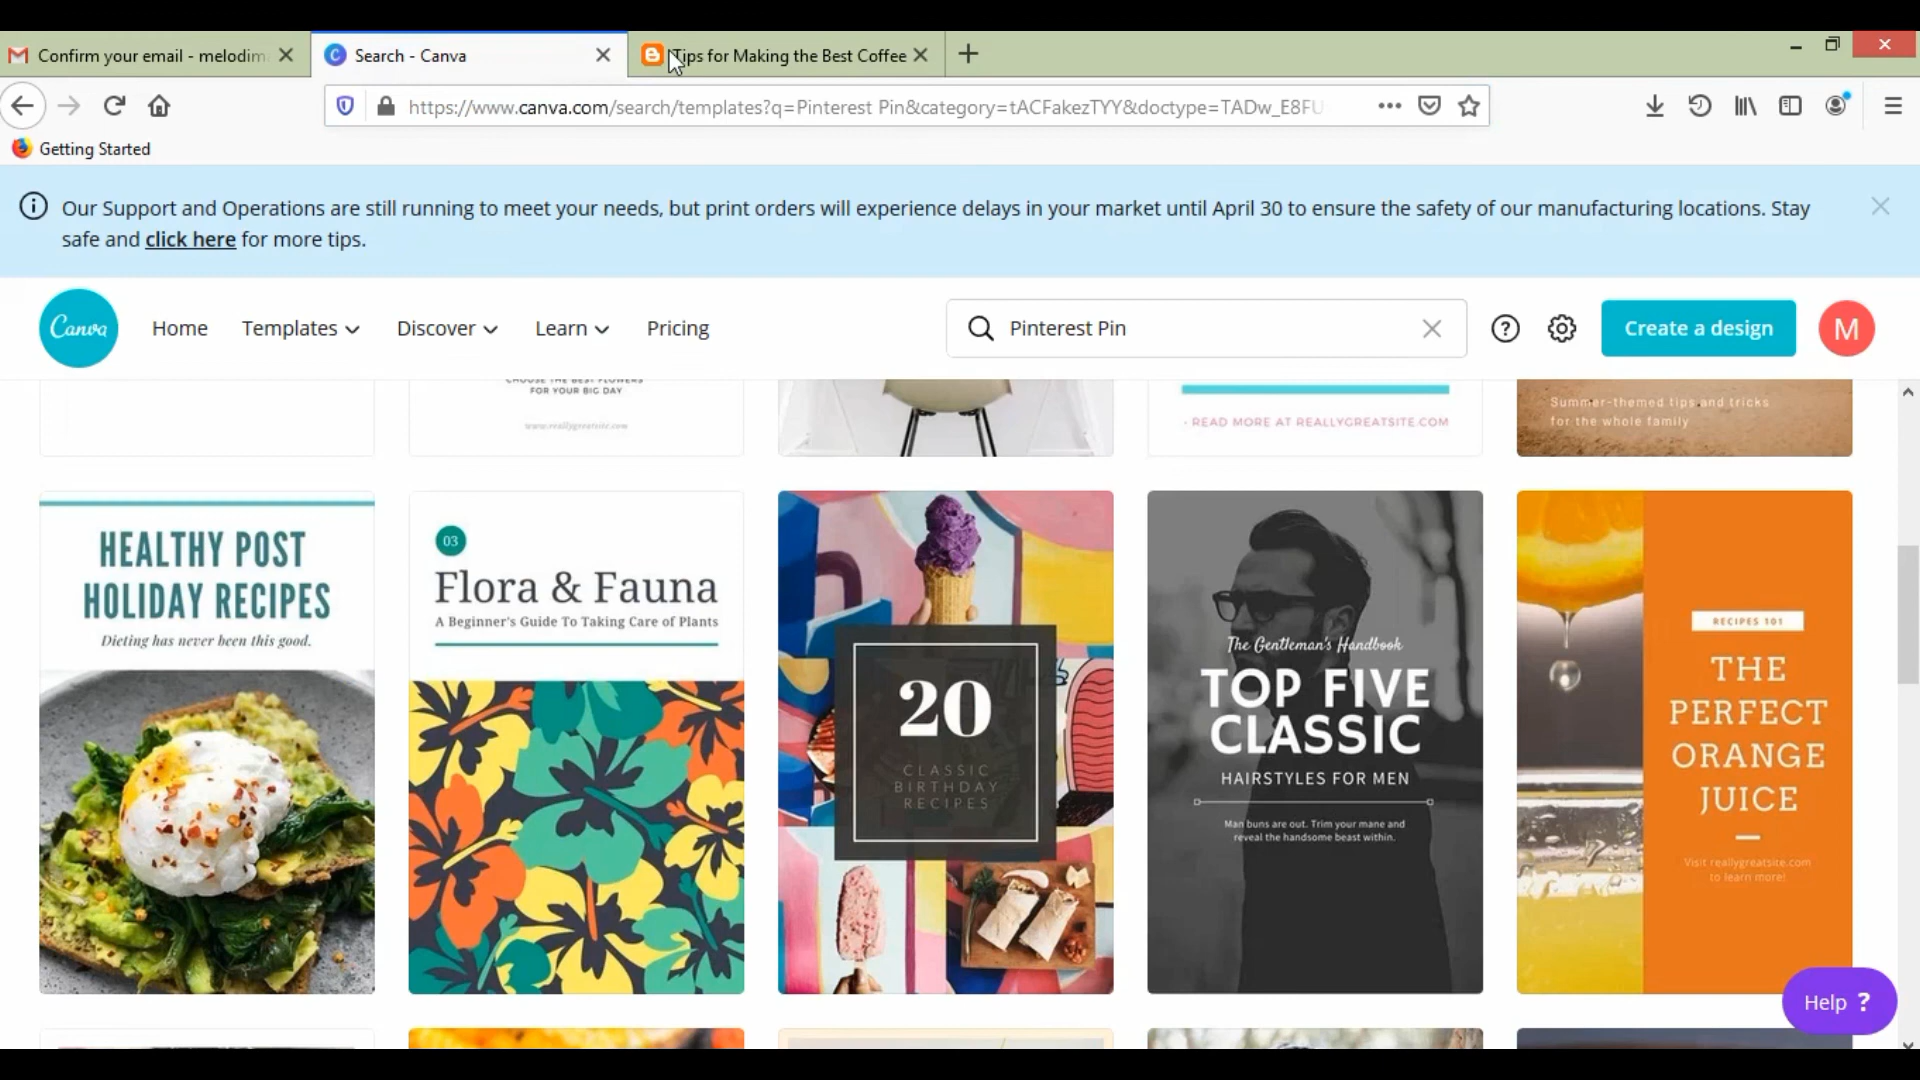 Confirm your email - melodim
Search - Canva
Tips for Making the Best Coffee
https://www.canva.com/search/templates?q=Pinterest Pin&category=tACFakezTYY&doctype=TADw_E8FU
Getting Started
Our Support and Operations are still running to meet your needs, but print orders will experience delays in your market until April 30 to ensure the safety of our manufacturing locations. Stay
safe and click here for more tips.
Canva
Home
Templates
Discover
Learn
Pricing
Pinterest Pin
Create a design
M
CHOOSE THE BEST FLOWERS
FOR YOUR BIG DAY
www.reallygreatsite.com
- READ MORE AT REALLYGREATSITE.COM
Summer-themed tips and tricks
for the whole family
HEALTHY POST
HOLIDAY RECIPES
Dieting has never been this good.
03
Flora & Fauna
A Beginner's Guide To Taking Care of Plants
20
CLASSIC
BIRTHDAY
RECIPES
The Gentleman's Handbook
TOP FIVE
CLASSIC
HAIRSTYLES FOR MEN
Man buns are out. Trim your mane and
reveal the handsome beast within.
RECIPES 101
THE
PERFECT
ORANGE
JUICE
Visit reallygreatsite.com
to learn more!
Help ?